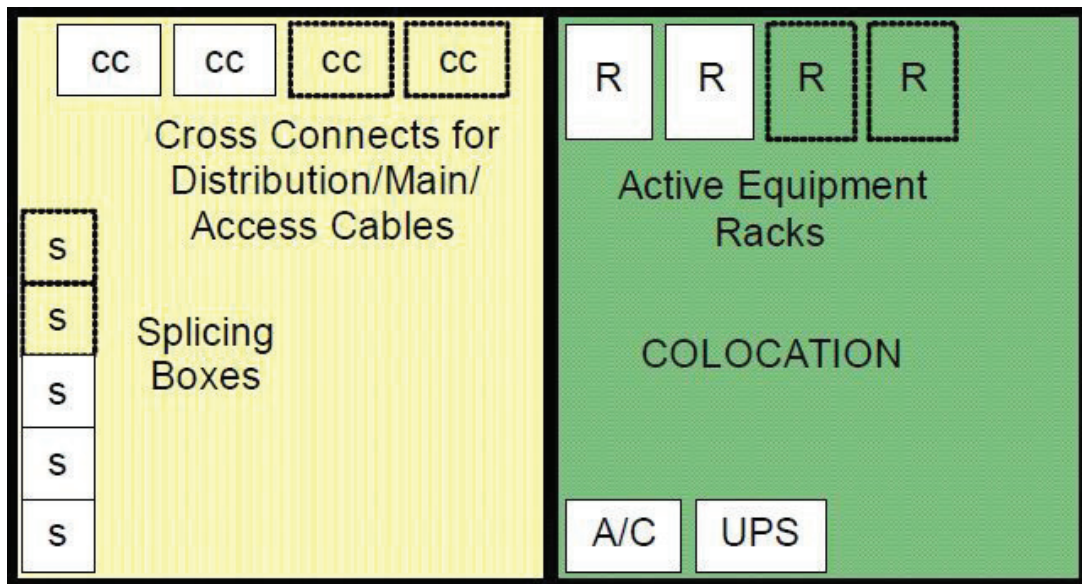 cc cc cc cc
Cross Connects for
Distribution/Main/
Access Cables
s
s
Splicing
Boxes
s
s
s
R R R R
Active Equipment
Racks
COLOCATION
A/C UPS